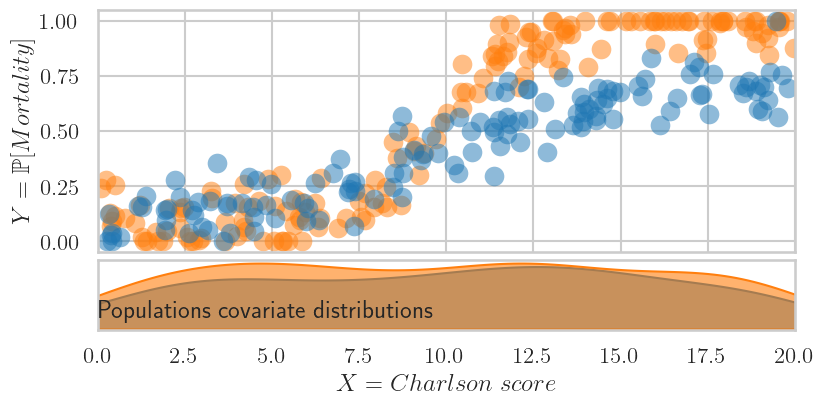 1.00
0.75
0.50
0.25
0.00
Y = ℙ[Mortality]
Populations covariate distributions
0.0 2.5 5.0 7.5 10.0 12.5 15.0 17.5 20.0
X = Charlson score